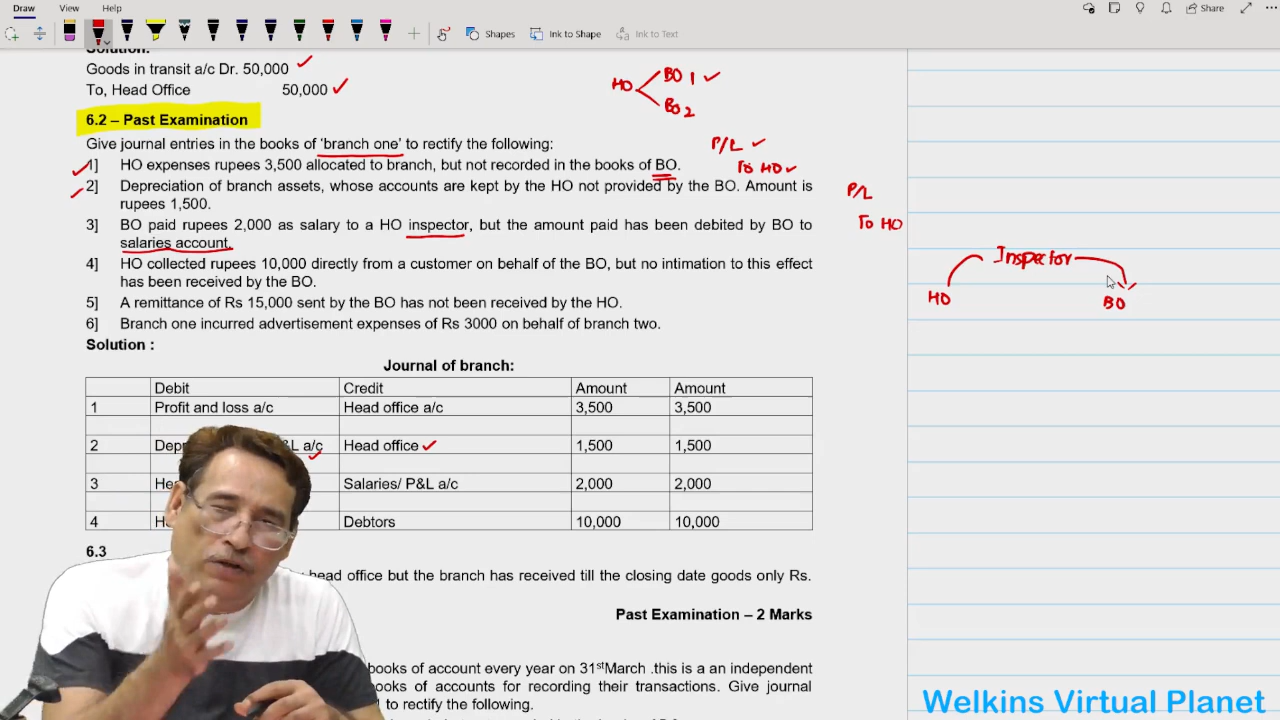 Draw View Help
Share
Shapes Ink to Shape Ink to Text
Solution:
Goods in transit a/c Dr. 50,000
To, Head Office 50,000
HO BO 1
BO 2
6.2 – Past Examination
Give journal entries in the books of ‘branch one’ to rectify the following:
P/L
1] HO expenses rupees 3,500 allocated to branch, but not recorded in the books of BO.
To HO
2] Depreciation of branch assets, whose accounts are kept by the HO not provided by the BO. Amount is
rupees 1,500.
P/L
To HO
3] BO paid rupees 2,000 as salary to a HO inspector, but the amount paid has been debited by BO to
salaries account.
Inspector
HO BO
4] HO collected rupees 10,000 directly from a customer on behalf of the BO, but no intimation to this effect
has been received by the BO.
5] A remittance of Rs 15,000 sent by the BO has not been received by the HO.
6] Branch one incurred advertisement expenses of Rs 3000 on behalf of branch two.
Solution :
Journal of branch:
Debit Credit Amount Amount
1 Profit and loss a/c Head office a/c 3,500 3,500
2 Dep &L a/c Head office 1,500 1,500
3 He Salaries/ P&L a/c 2,000 2,000
4 H Debtors 10,000 10,000
6.3
head office but the branch has received till the closing date goods only Rs.
Past Examination – 2 Marks
books of account every year on 31stMarch .this is a an independent
ooks of accounts for recording their transactions. Give journal
to rectify the following.
Welkins Virtual Planet